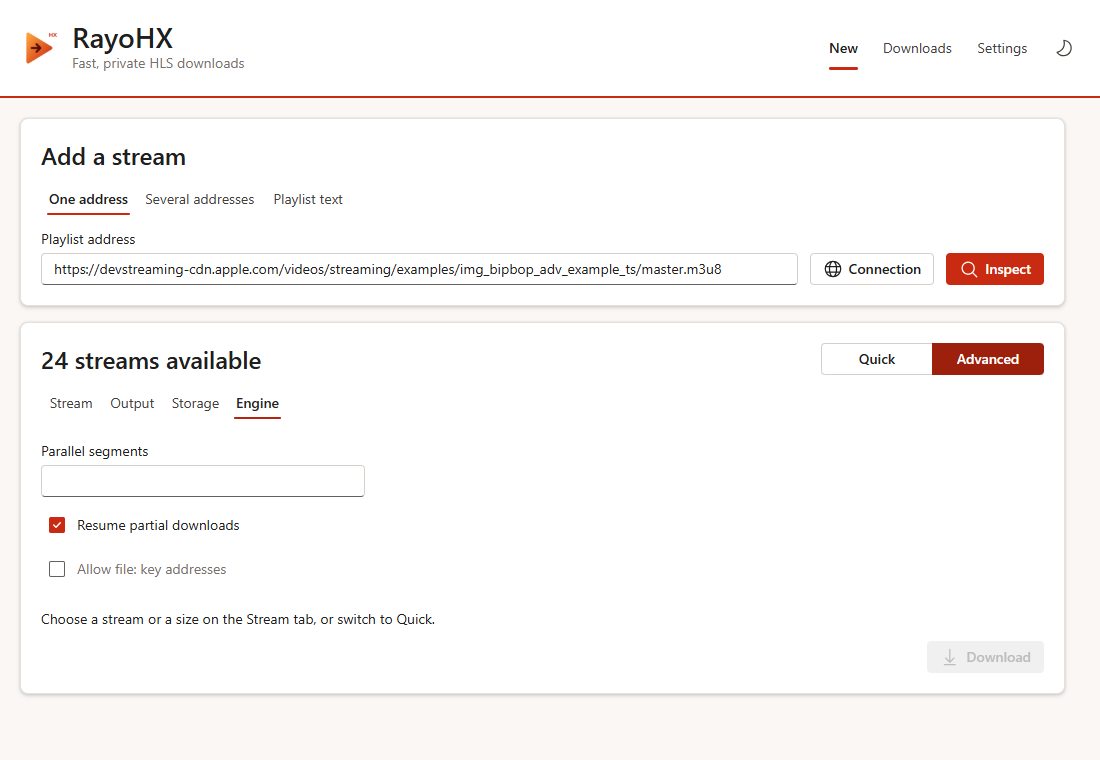 HX
RayoHX
Fast, private HLS downloads
New
Downloads
Settings
Add a stream
One address
Several addresses
Playlist text
Playlist address
https://devstreaming-cdn.apple.com/videos/streaming/examples/img_bipbop_adv_example_ts/master.m3u8
Connection
Inspect
24 streams available
Quick
Advanced
Stream
Output
Storage
Engine
Parallel segments
Resume partial downloads
Allow file: key addresses
Choose a stream or a size on the Stream tab, or switch to Quick.
Download